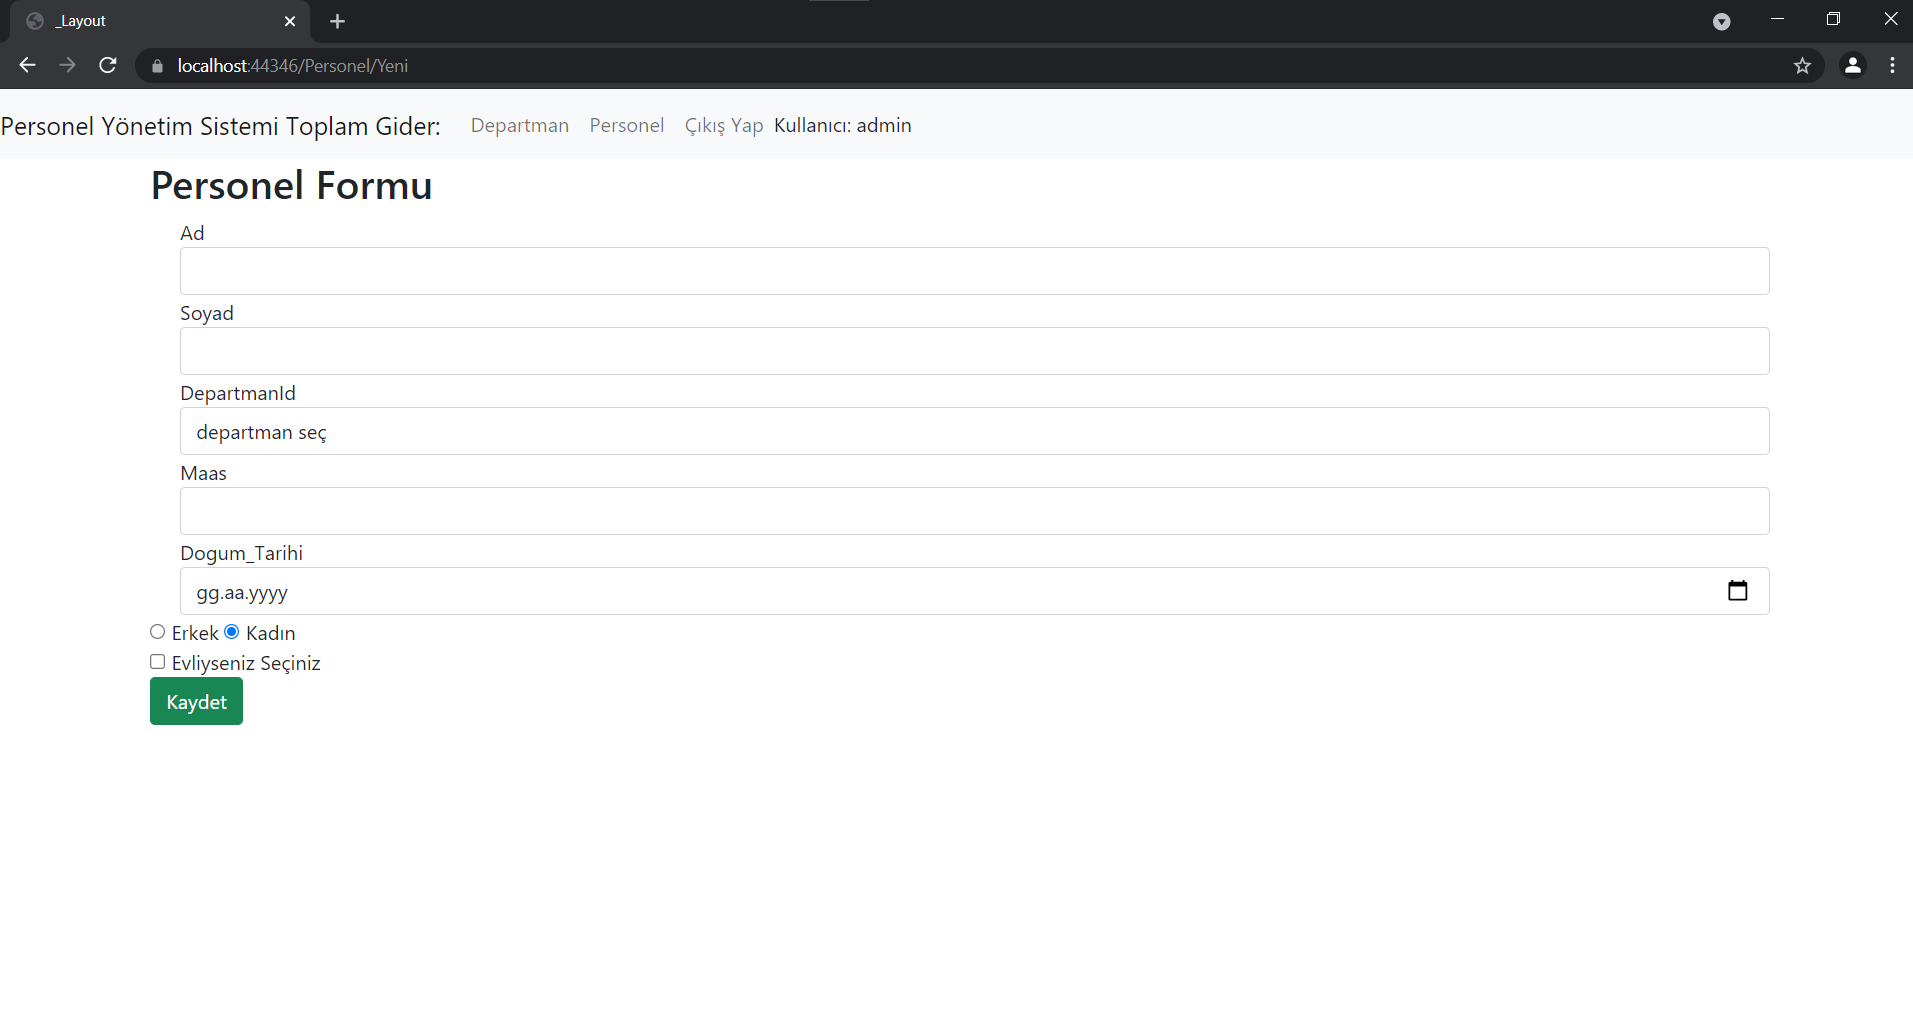 _Layout
localhost:44346/Personel/Yeni
Personel Yönetim Sistemi Toplam Gider: Departman Personel Çıkış Yap Kullanıcı: admin
Personel Formu
Ad
Soyad
DepartmanId
departman seç
Maas
Dogum_Tarihi
gg.aa.yyyy
Erkek Kadın
Evliyseniz Seçiniz
Kaydet